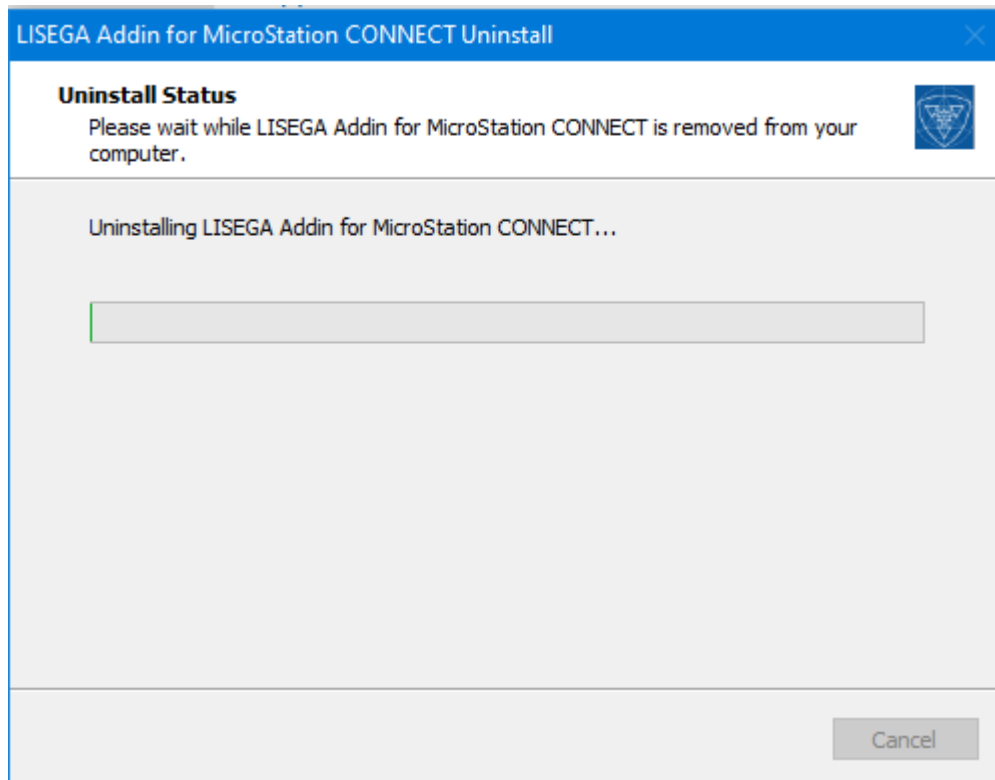 LISEGA Addin for MicroStation CONNECT Uninstall
Uninstall Status
Please wait while LISEGA Addin for MicroStation CONNECT is removed from your
computer.
Uninstalling LISEGA Addin for MicroStation CONNECT...
Cancel